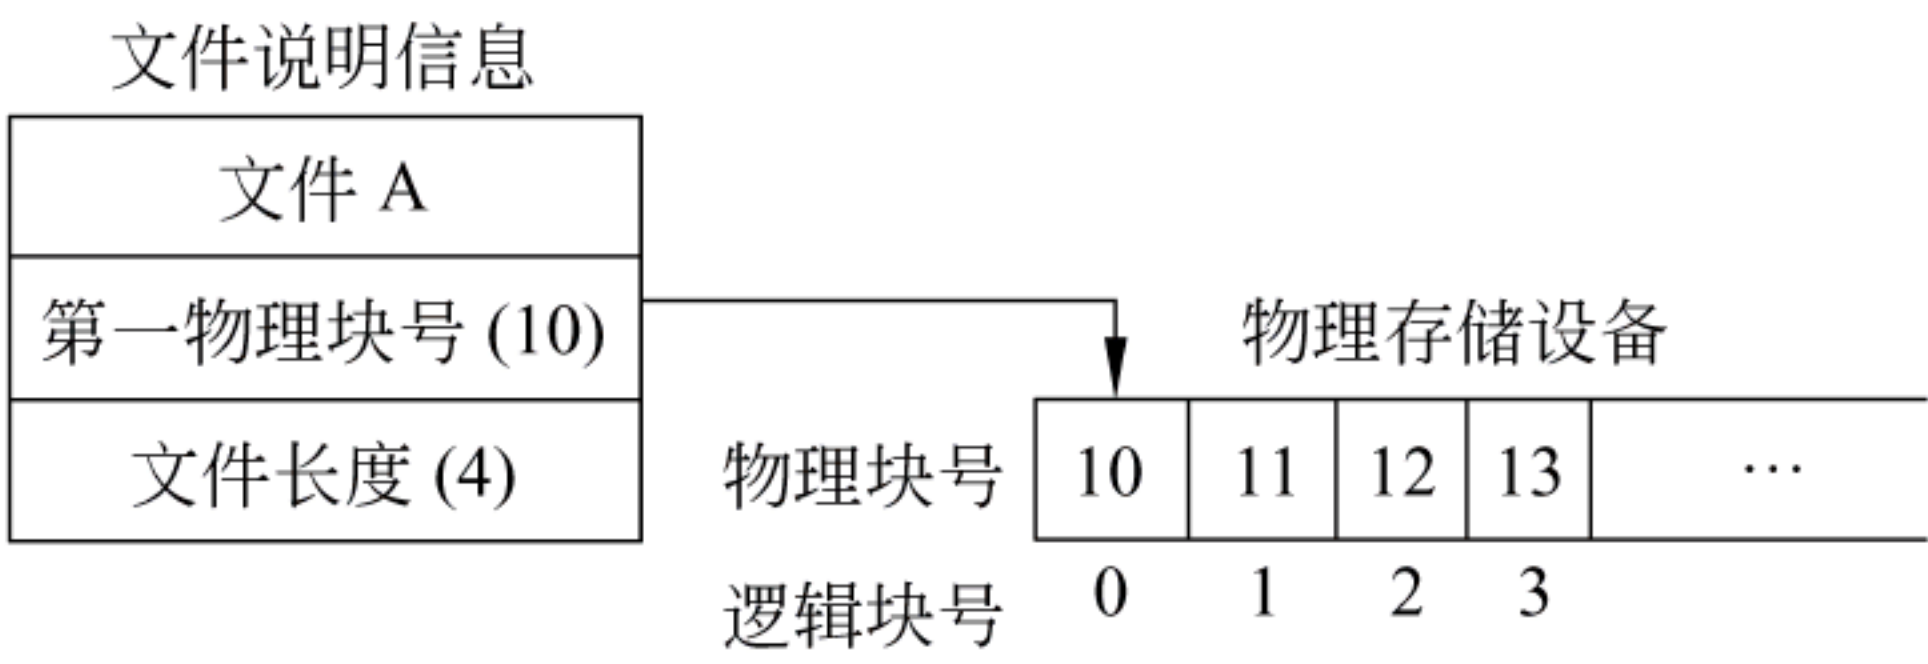 文件说明信息
文件 A
第一物理块号 (10)
文件长度 (4)
物理存储设备
物理块号 10 11 12 13 …
逻辑块号 0 1 2 3